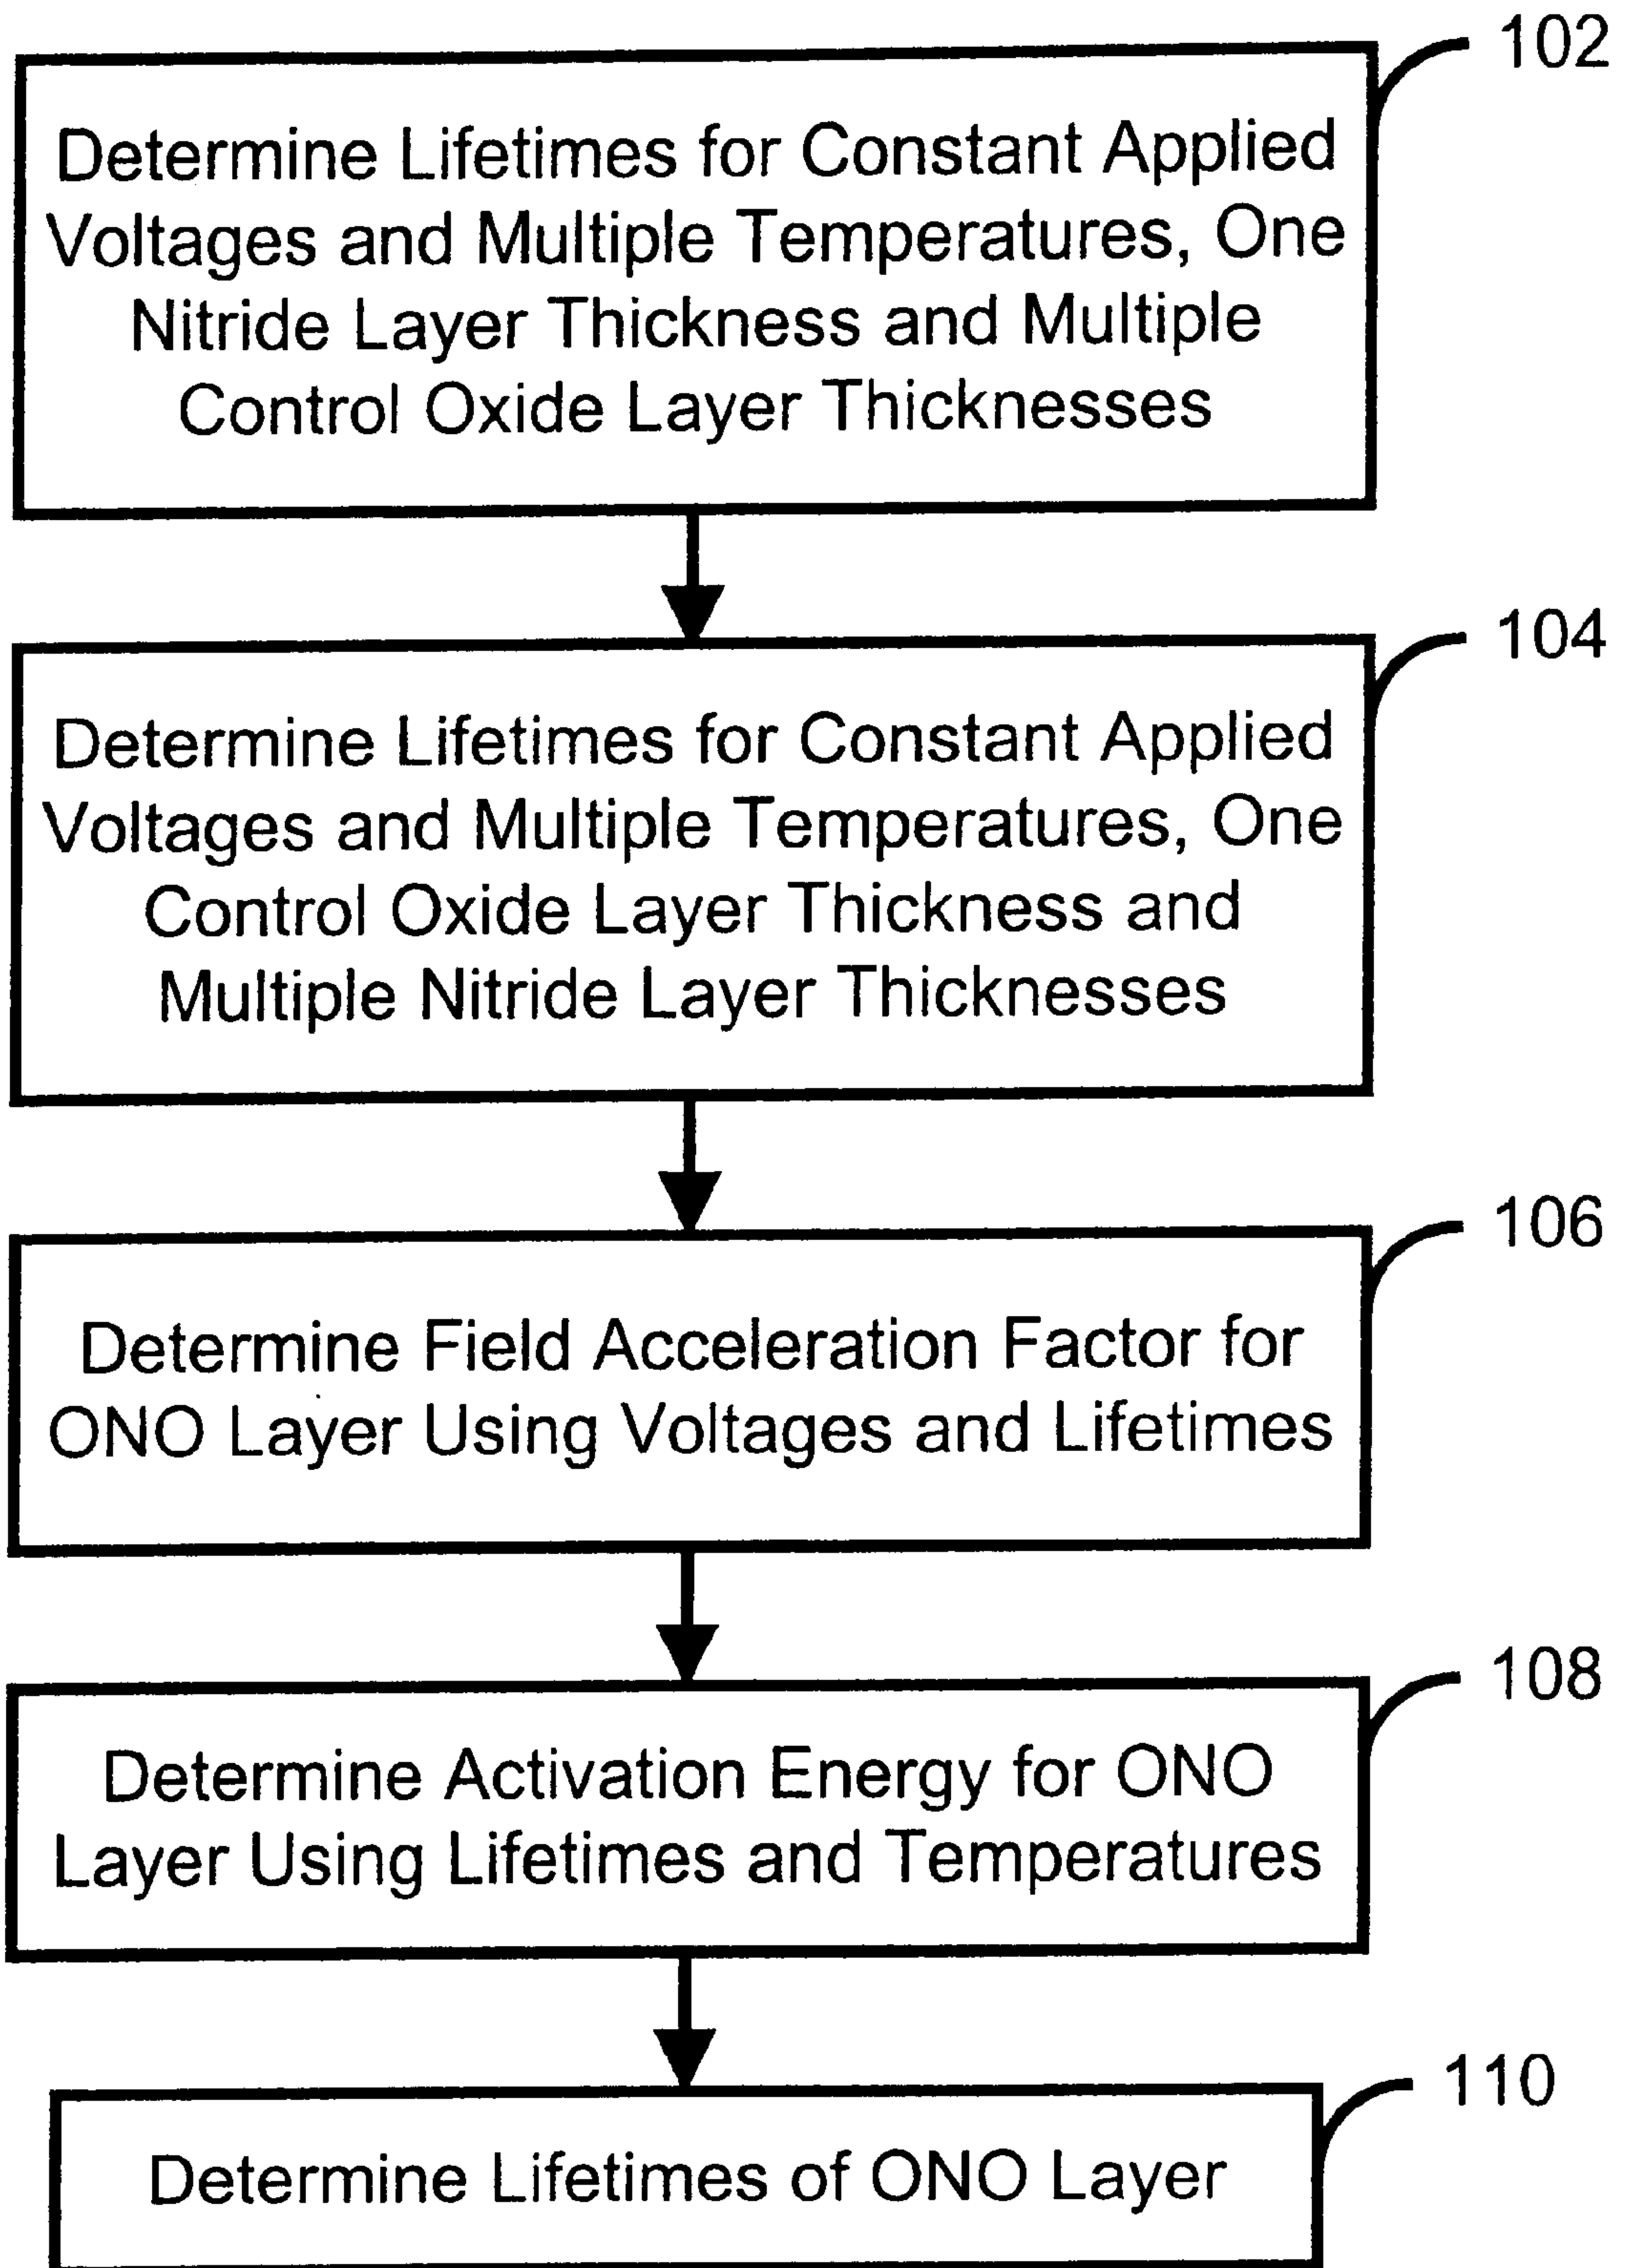 102
Determine Lifetimes for Constant Applied
Voltages and Multiple Temperatures, One
Nitride Layer Thickness and Multiple
Control Oxide Layer Thicknesses
104
Determine Lifetimes for Constant Applied
Voltages and Multiple Temperatures, One
Control Oxide Layer Thickness and
Multiple Nitride Layer Thicknesses
106
Determine Field Acceleration Factor for
ONO Layer Using Voltages and Lifetimes
108
Determine Activation Energy for ONO
Layer Using Lifetimes and Temperatures
110
Determine Lifetimes of ONO Layer